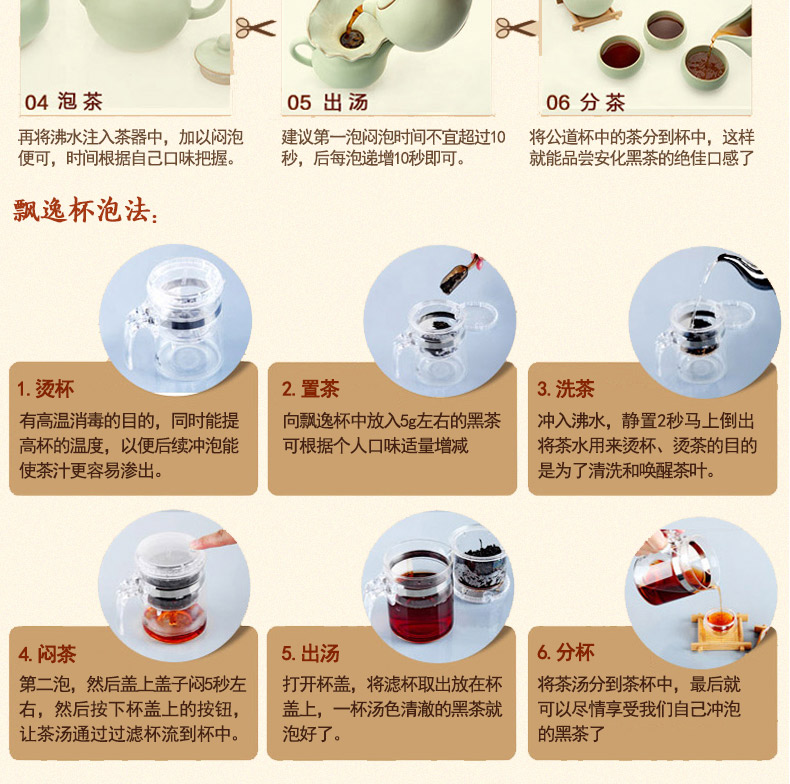 04 泡茶
05 出汤
06 分茶
再将沸水注入茶器中，加以闷泡
便可，时间根据自己口味把握。
建议第一泡闷泡时间不宜超过10
秒，后每泡递增10秒即可。
将公道杯中的茶分到杯中，这样
就能品尝安化黑茶的绝佳口感了
飘逸杯泡法：
1.烫杯
有高温消毒的目的，同时能提
高杯的温度，以便后续冲泡能
使茶汁更容易渗出。
2.置茶
向飘逸杯中放入5g左右的黑茶
可根据个人口味适量增减
3.洗茶
冲入沸水，静置2秒马上倒出
将茶水用来烫杯、烫茶的目的
是为了清洗和唤醒茶叶。
4.闷茶
第二泡，然后盖上盖子闷5秒左
右，然后按下杯盖上的按钮，
让茶汤通过过滤杯流到杯中。
5.出汤
打开杯盖，将滤杯取出放在杯
盖上，一杯汤色清澈的黑茶就
泡好了。
6.分杯
将茶汤分到茶杯中，最后就
可以尽情享受我们自己冲泡
的黑茶了